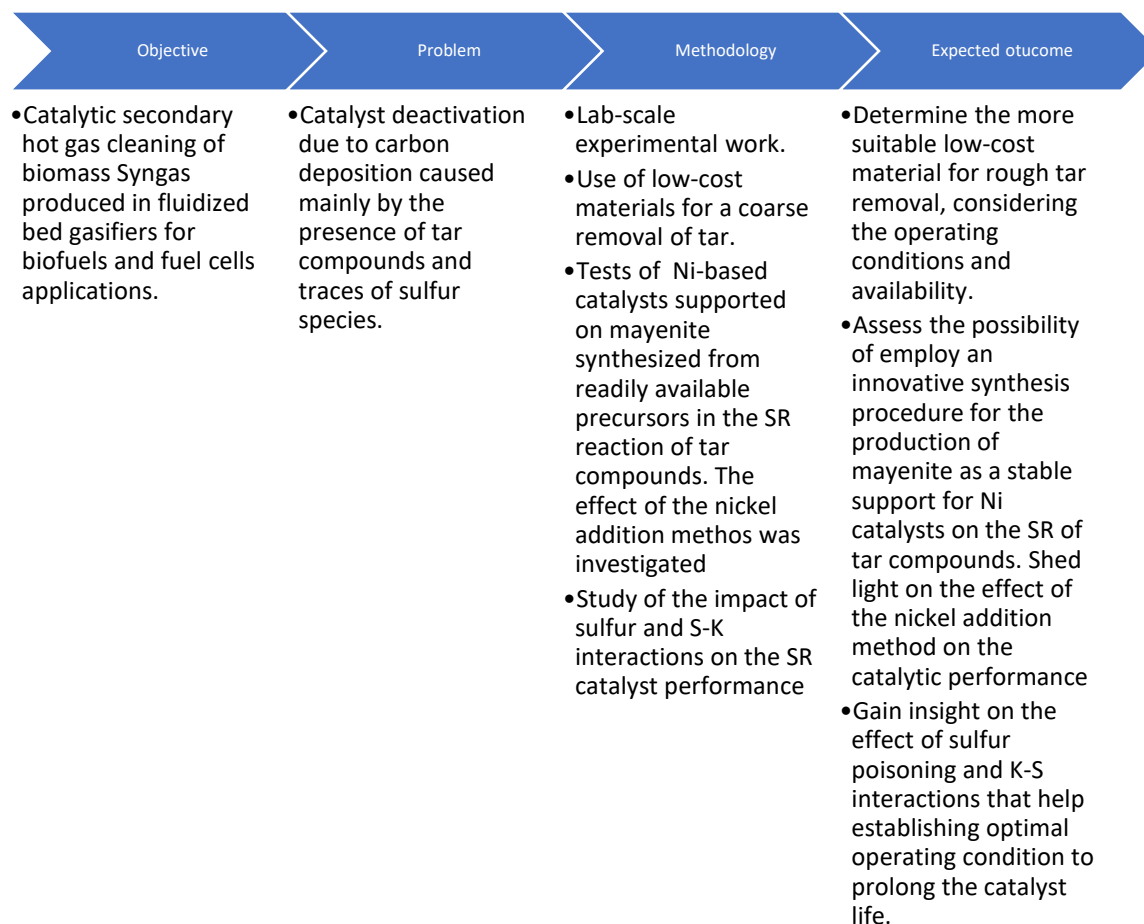 Objective
Problem
Methodology
Expected otucome
•Catalytic secondary
hot gas cleaning of
biomass Syngas
produced in fluidized
bed gasifiers for
biofuels and fuel cells
applications.
•Catalyst deactivation
due to carbon
deposition caused
mainly by the
presence of tar
compounds and
traces of sulfur
species.
•Lab-scale
experimental work.
•Use of low-cost
materials for a coarse
removal of tar.
•Tests of Ni-based
catalysts supported
on mayenite
synthesized from
readily available
precursors in the SR
reaction of tar
compounds. The
effect of the nickel
addition methos was
investigated
•Study of the impact of
sulfur and S-K
interactions on the SR
catalyst performance
•Determine the more
suitable low-cost
material for rough tar
removal, considering
the operating
conditions and
availability.
•Assess the possibility
of employ an
innovative synthesis
procedure for the
production of
mayenite as a stable
support for Ni
catalysts on the SR of
tar compounds. Shed
light on the effect of
the nickel addition
method on the
catalytic performance
•Gain insight on the
effect of sulfur
poisoning and K-S
interactions that help
establishing optimal
operating condition to
prolong the catalyst
life.